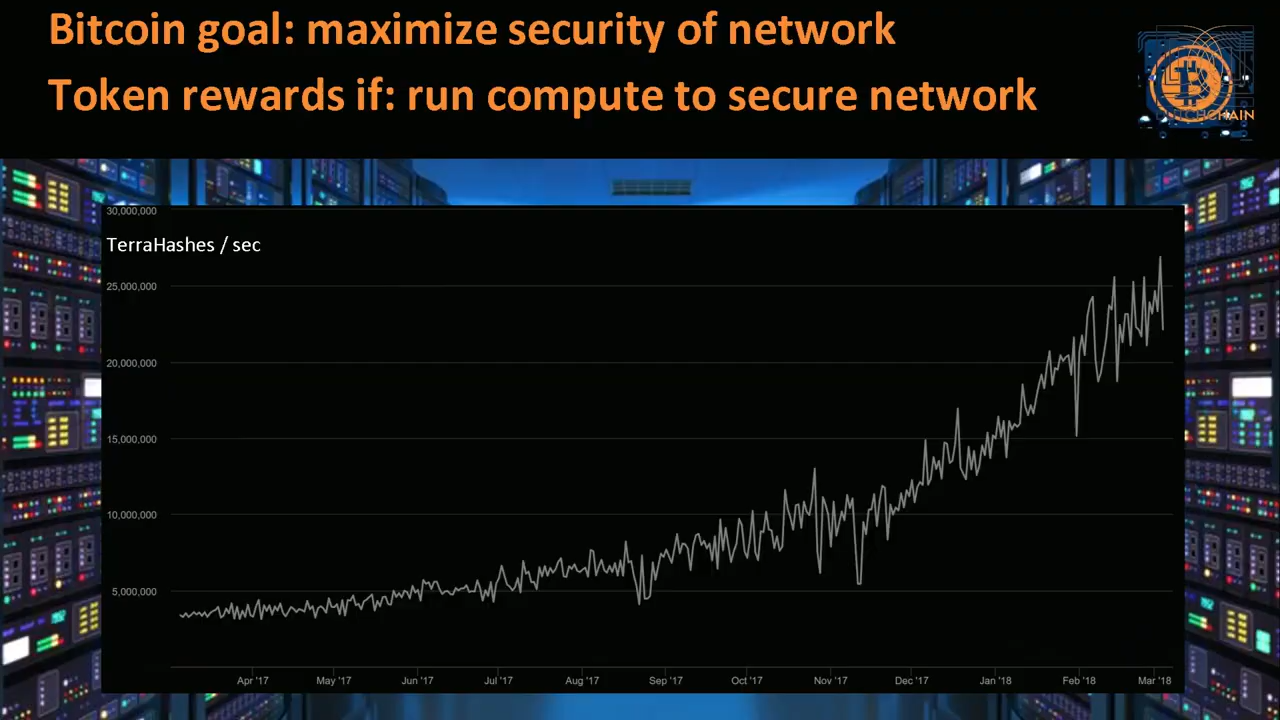 Bitcoin goal: maximize security of network
Token rewards if: run compute to secure network
30,000,000
TerraHashes / sec
25,000,000
20,000,000
15,000,000
10,000,000
5,000,000
Apr '17 May '17 Jun '17 Jul '17 Aug '17 Sep '17 Oct '17 Nov '17 Dec '17 Jan '18 Feb '18 Mar '18